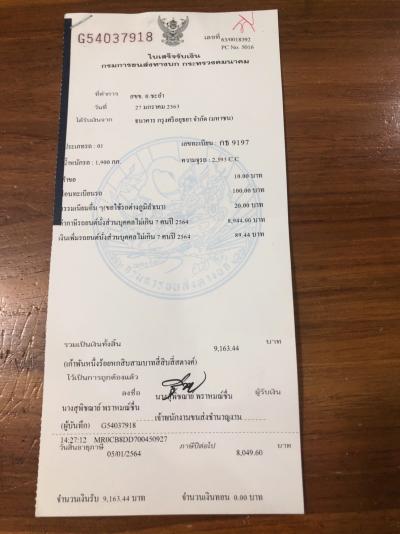 G54037918
เลขที่ 63/0018392
PC No. 5016
ใบเสร็จรับเงิน
กรมการขนส่งทางบก กระทรวงคมนาคม
ที่ทำการ สขข. อ.ชะอำ
วันที่ 27 มกราคม 2563
ได้รับเงินจาก ธนาคาร กรุงศรีอยุธยา จำกัด (มหาชน)
ประเภทรถ : 01 เลขทะเบียน : กธ 9197
น้ำหนักรถ : 1,900 กก. ความจุรถ : 2,393 C.C
คำขอ 10.00 บาท
โอนทะเบียนรถ 100.00 บาท
ธรรมเนียมอื่น ๆ(ขอใช้รถต่างภูมิลำเนา) 20.00 บาท
ค่าภาษีรถยนต์นั่งส่วนบุคคลไม่เกิน 7 คนปี 2564 8,944.00 บาท
เงินเพิ่มรถยนต์นั่งส่วนบุคคลไม่เกิน 7 คนปี 2564 89.44 บาท
รวมเป็นเงินทั้งสิ้น 9,163.44 บาท
(เก้าพันหนึ่งร้อยหกสิบสามบาทสี่สิบสี่สตางค์)
ไว้เป็นการถูกต้องแล้ว
ลงชื่อ ผู้รับเงิน
นางสุพิชฌาย์ พราหมณ์ชื่น
นางสุพิชฌาย์ พราหมณ์ชื่น เจ้าพนักงานขนส่งชำนาญงาน
(ผู้บันทึก) G54037918
14:27:12 MR0CB8DD700450927
วันสิ้นอายุภาษี ภาษีปีต่อไป บาท
05/01/2564 8,049.60
จำนวนเงินรับ 9,163.44 บาท จำนวนเงินทอน 0.00 บาท